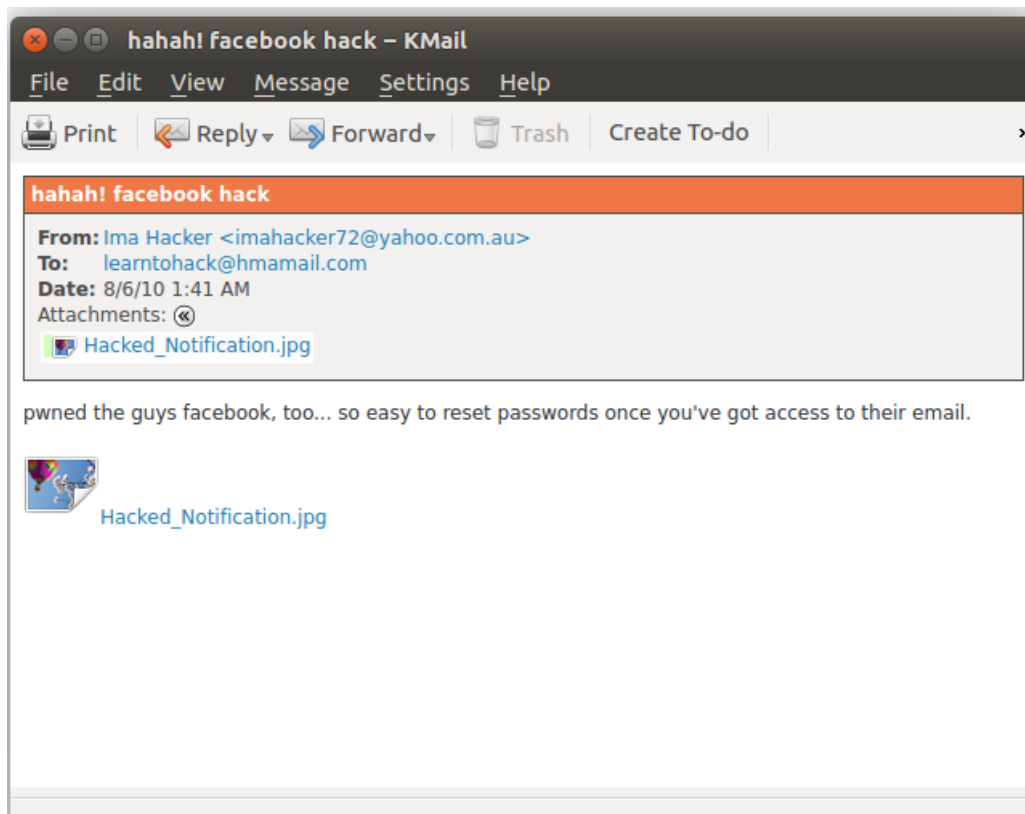 hahah! facebook hack – KMail
File Edit View Message Settings Help
Print Reply Forward Trash Create To-do
hahah! facebook hack
From: Ima Hacker <imahacker72@yahoo.com.au>
To: learntohack@hmamail.com
Date: 8/6/10 1:41 AM
Attachments:
Hacked_Notification.jpg
pwned the guys facebook, too... so easy to reset passwords once you've got access to their email.
Hacked_Notification.jpg